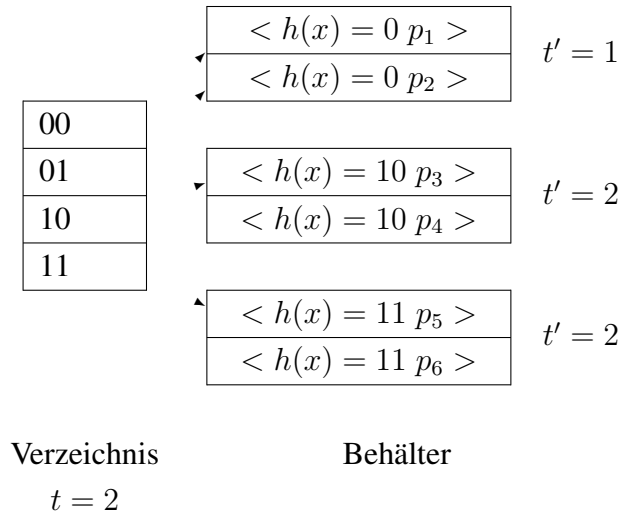 < h(x) = 0 p₁ >
< h(x) = 0 p₂ >
t′ = 1
00
01
10
11
< h(x) = 10 p₃ >
< h(x) = 10 p₄ >
t′ = 2
< h(x) = 11 p₅ >
< h(x) = 11 p₆ >
t′ = 2
Verzeichnis
t = 2
Behälter